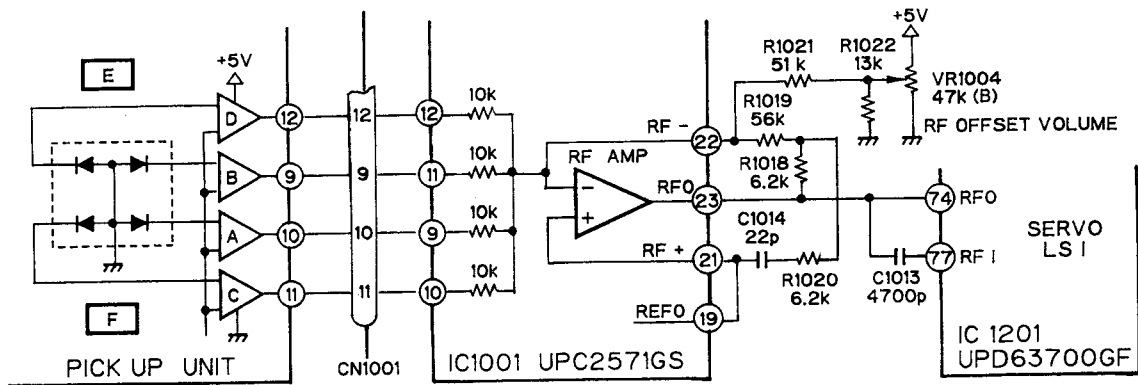 E
+5V
D
12
B
9
A
10
C
11
F
PICK UP UNIT
12
9
10
11
CN1001
12
11
9
10
10k
10k
10k
10k
RF AMP
−
+
RF -
22
RFO
23
RF +
21
REFO
19
IC1001 UPC2571GS
R1021
51k
R1022
13k
+5V
VR1004
47k (B)
RF OFFSET VOLUME
R1019
56k
R1018
6.2k
C1014
22p
R1020
6.2k
C1013
4700p
74
RFO
77
RF I
SERVO
LSI
IC 1201
UPD63700GF